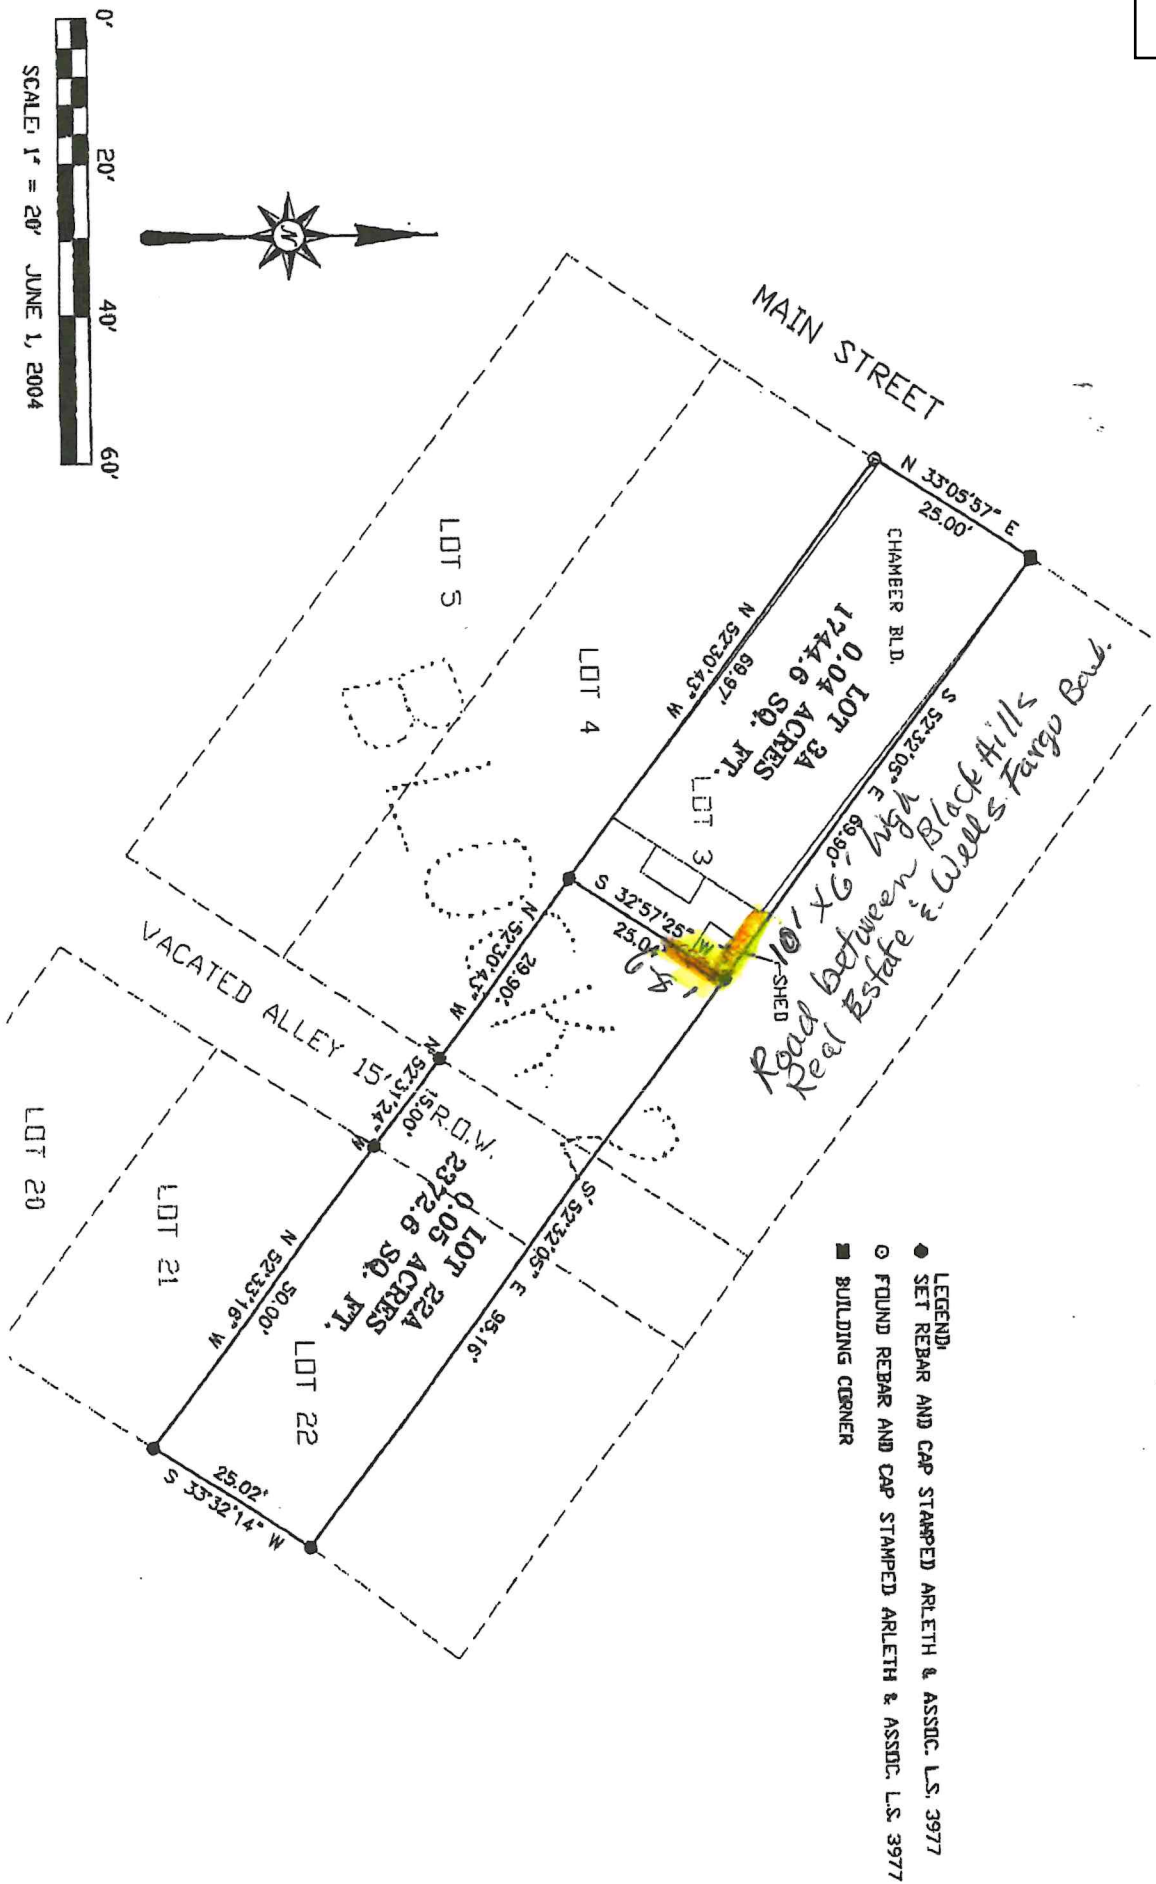 0' 20' 40' 60'
SCALE: 1" = 20' JUNE 1, 2004
N
MAIN STREET
N 33°05'57" E
25.00'
CHAMBER BLD.
LOT 3A
0.04 ACRES
1744.6 SQ. FT.
N 52°30'43" W
69.97'
S 52°32'05" E 69.90'
LOT 3
LOT 4
LOT 5
BLOCK
S 32°57'25" W
25.04'
SHED
10' x 6' high
Road between Black Hills
Real Estate & Wells Fargo Bank
N 52°30'43" W
29.90'
VACATED ALLEY 15' R.O.W.
N 52°31'24" W
15.00'
LOT 22A
0.05 ACRES
2372.6 SQ. FT.
S 52°32'05" E 95.16'
N 52°33'16" W
50.00'
LOT 20
LOT 21
LOT 22
25.02'
S 33°32'14" W
LEGEND:
● SET REBAR AND CAP STAMPED ARLETH & ASSOC. L.S. 3977
⊙ FOUND REBAR AND CAP STAMPED ARLETH & ASSOC. L.S. 3977
■ BUILDING CORNER